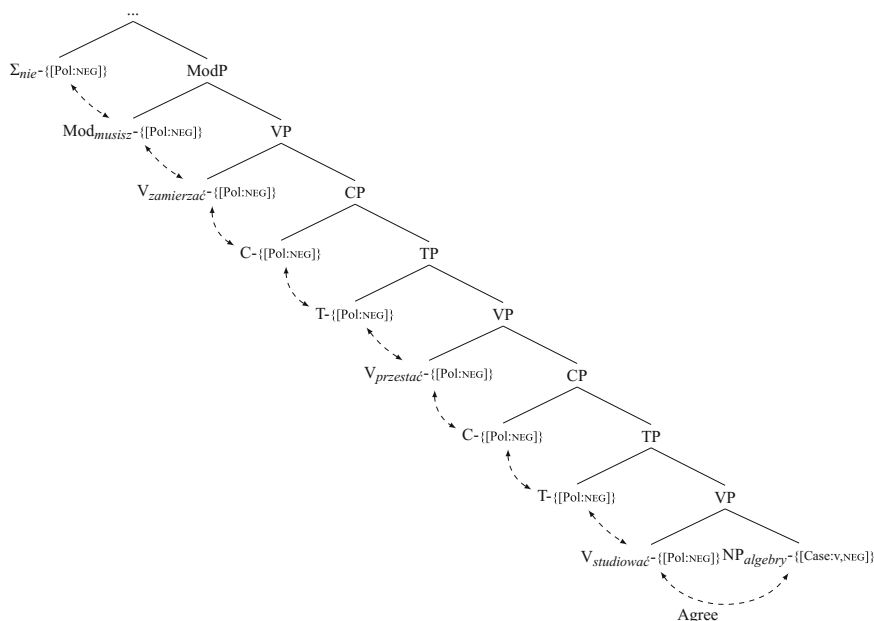 ...
Σnie-{[Pol:NEG]} ModP
Modmusisz-{[Pol:NEG]} VP
Vzamierzać-{[Pol:NEG]} CP
C-{[Pol:NEG]} TP
T-{[Pol:NEG]} VP
Vprzestać-{[Pol:NEG]} CP
C-{[Pol:NEG]} TP
T-{[Pol:NEG]} VP
Vstudiować-{[Pol:NEG]} NPalgebry-{[Case:v,NEG]}
Agree